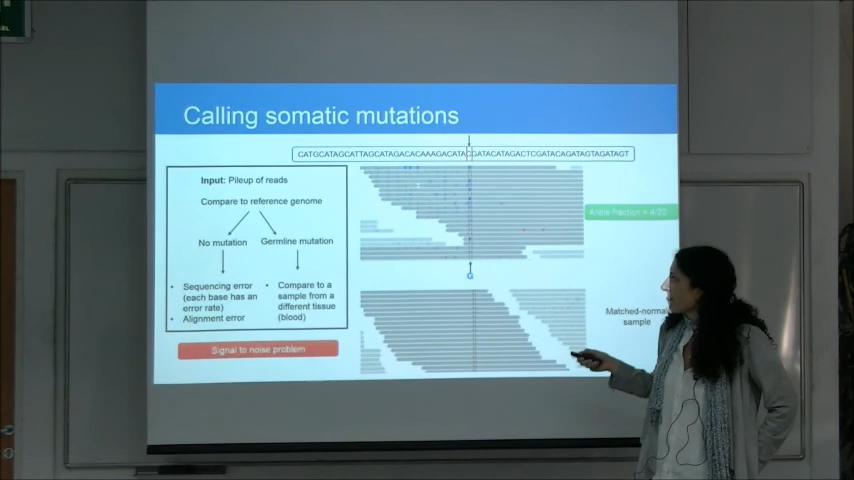 Calling somatic mutations
CATGCATAGCATTAGCATAGACACAAAGACATACGATACATAGACTCGATACAGATAGTAGATAGT
Input: Pileup of reads
Compare to reference genome
No mutation
Germline mutation
• Sequencing error
(each base has an
error rate)
• Alignment error
• Compare to a
sample from a
different tissue
(blood)
Signal to noise problem
Allele fraction = 4/20
G
Matched-normal
sample